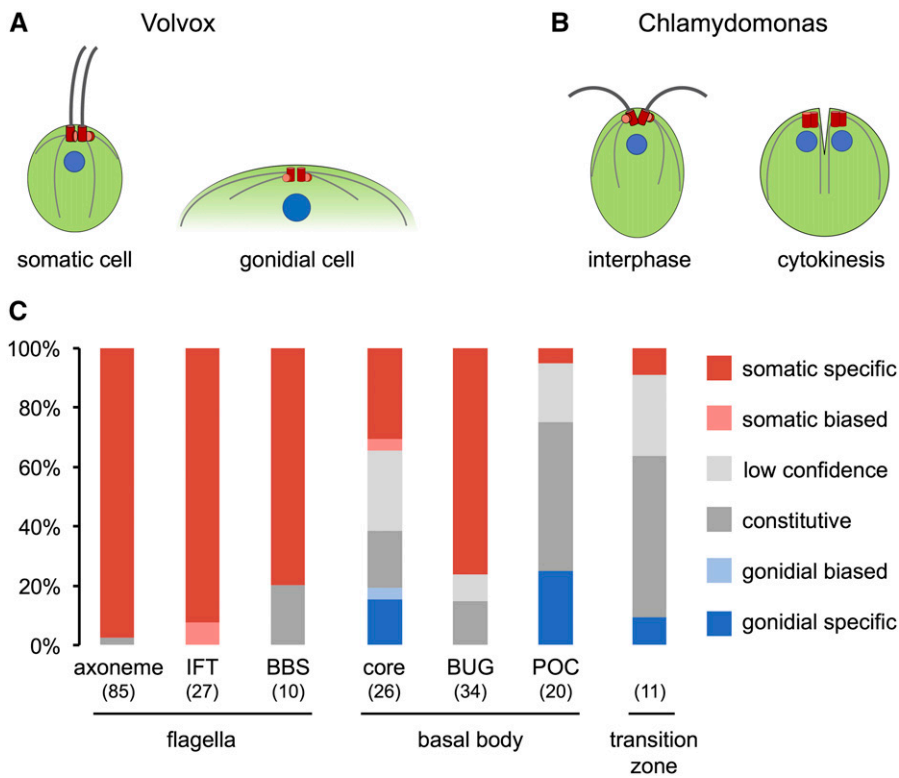 A Volvox
somatic cell
gonidial cell
B Chlamydomonas
interphase
cytokinesis
C
100%
80%
60%
40%
20%
0%
axoneme IFT BBS core BUG POC
(85) (27) (10) (26) (34) (20) (11)
flagella basal body transition
zone
somatic specific
somatic biased
low confidence
constitutive
gonidial biased
gonidial specific